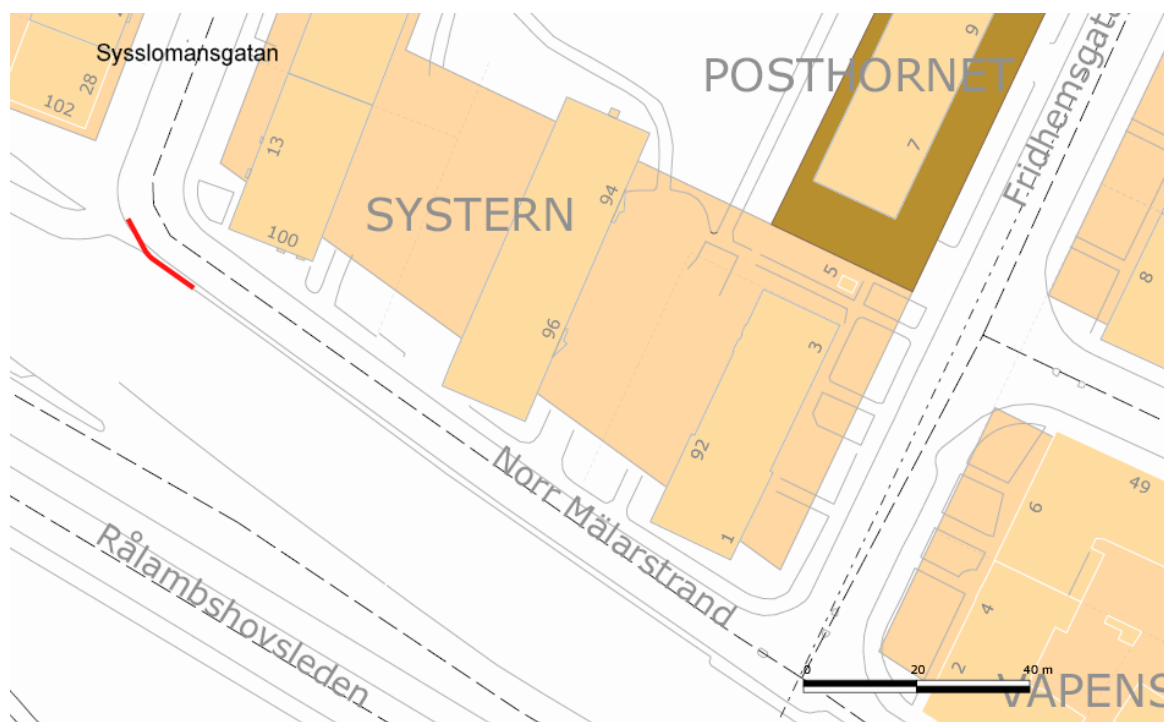 Sysslomansgatan
28
102
POSTHORNET
9
7
Fridhemsgata
13
SYSTERN
94
100
5
8
96
3
92
Norr Mälarstrand
49
6
1
Rålambshovsleden
4
2
0 20 40 m
VAPENS